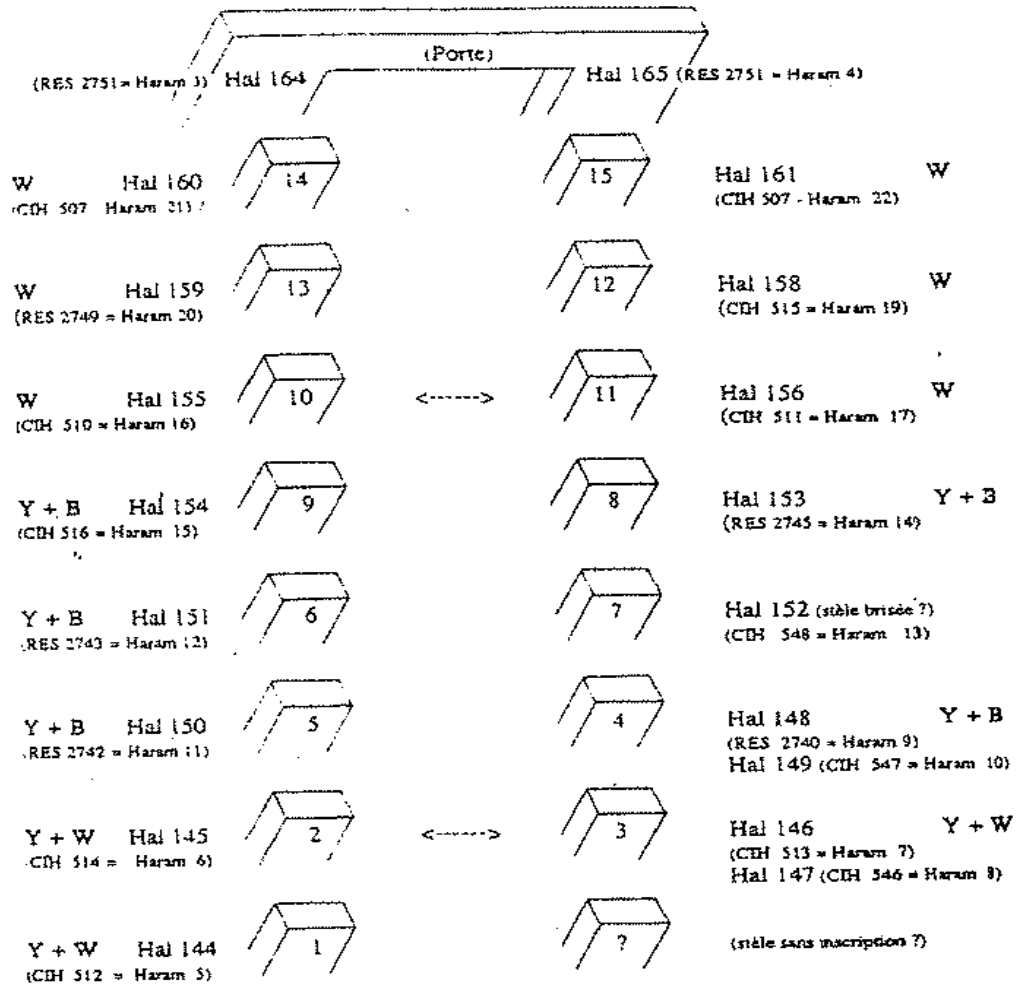 (Porte)
(RES 2751 = Haram 3) Hal 164 Hal 165 (RES 2751 = Haram 4)
14 15
W Hal 160 Hal 161 W
(CIH 507 Haram 21) (CIH 507 - Haram 22)
13 12
W Hal 159 Hal 158 W
(RES 2749 = Haram 20) (CIH 515 = Haram 19)
10 <-----> 11
W Hal 155 Hal 156 W
(CIH 510 = Haram 16) (CIH 511 = Haram 17)
9 8
Y + B Hal 154 Hal 153 Y + B
(CIH 516 = Haram 15) (RES 2745 = Haram 14)
6 7
Y + B Hal 151 Hal 152 (stèle brisée ?)
(RES 2743 = Haram 12) (CIH 548 = Haram 13)
5 4
Y + B Hal 150 Hal 148 Y + B
(RES 2742 = Haram 11) (RES 2740 = Haram 9)
Hal 149 (CIH 547 = Haram 10)
2 <-----> 3
Y + W Hal 145 Hal 146 Y + W
(CIH 514 = Haram 6) (CIH 513 = Haram 7)
Hal 147 (CIH 546 = Haram 8)
1 ?
Y + W Hal 144 (stèle sans inscription ?)
(CIH 512 = Haram 5)